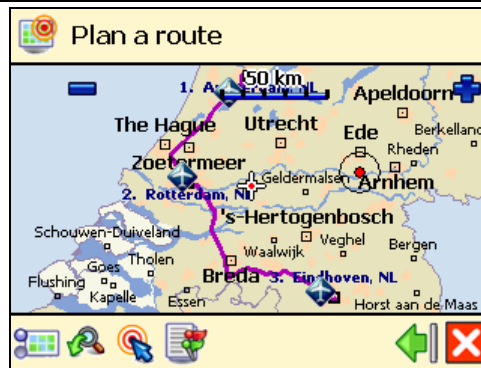 Plan a route
50 km
1. A
NL
Apeldoorn
The Hague
Utrecht
Ede
Berkelland
Rheden
Zoetermeer
Geldermalsen
Arnhem
2. Rotterdam, NL
's-Hertogenbosch
Schouwen-Duiveland
Waalwijk
Veghel
Bergen
Goes
Tholen
Flushing
Breda
3. Eindhoven, NL
Kapelle
Essen
Horst aan de Maas